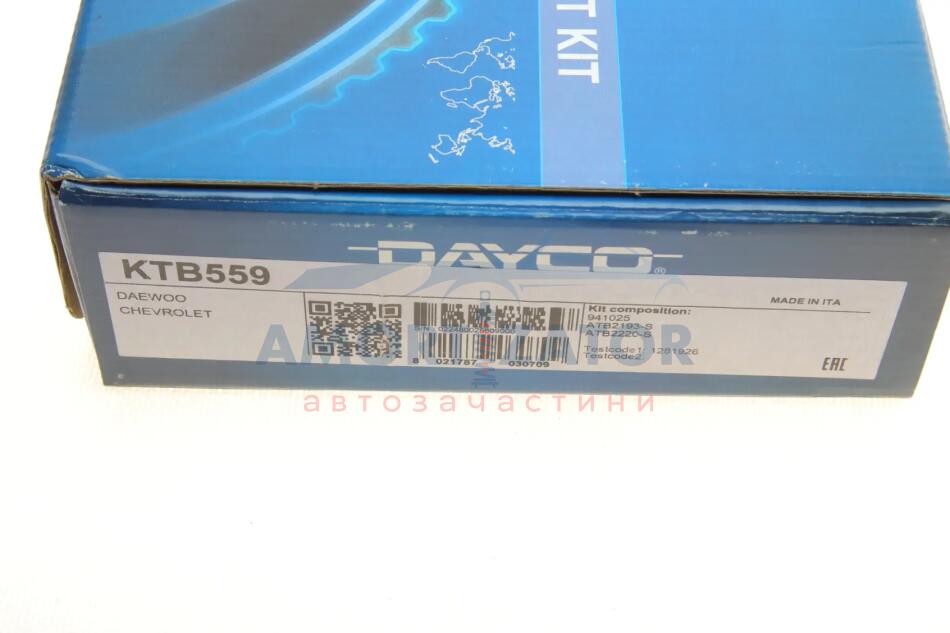 T KIT
DAYCO®
KTB559
DAEWOO
CHEVROLET
MADE IN ITA
Kit composition:
941025
ATB2193-S
ATB2220-S
Testcode1: 1281926
Testcode2:
S/N:
8 021787 030709
EAC
AMORTIZATOR
автозачастини